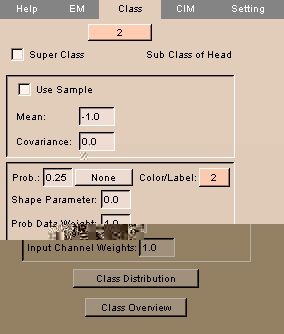 Help EM Class CIM Setting
2
Super Class Sub Class of Head
Use Sample
Mean: -1.0
Covariance: 0.0
Prob.: 0.25 None Color/Label: 2
Shape Parameter: 0.0
Prob Data Weight: 1.0
Input Channel Weights: 1.0
Class Distribution
Class Overview